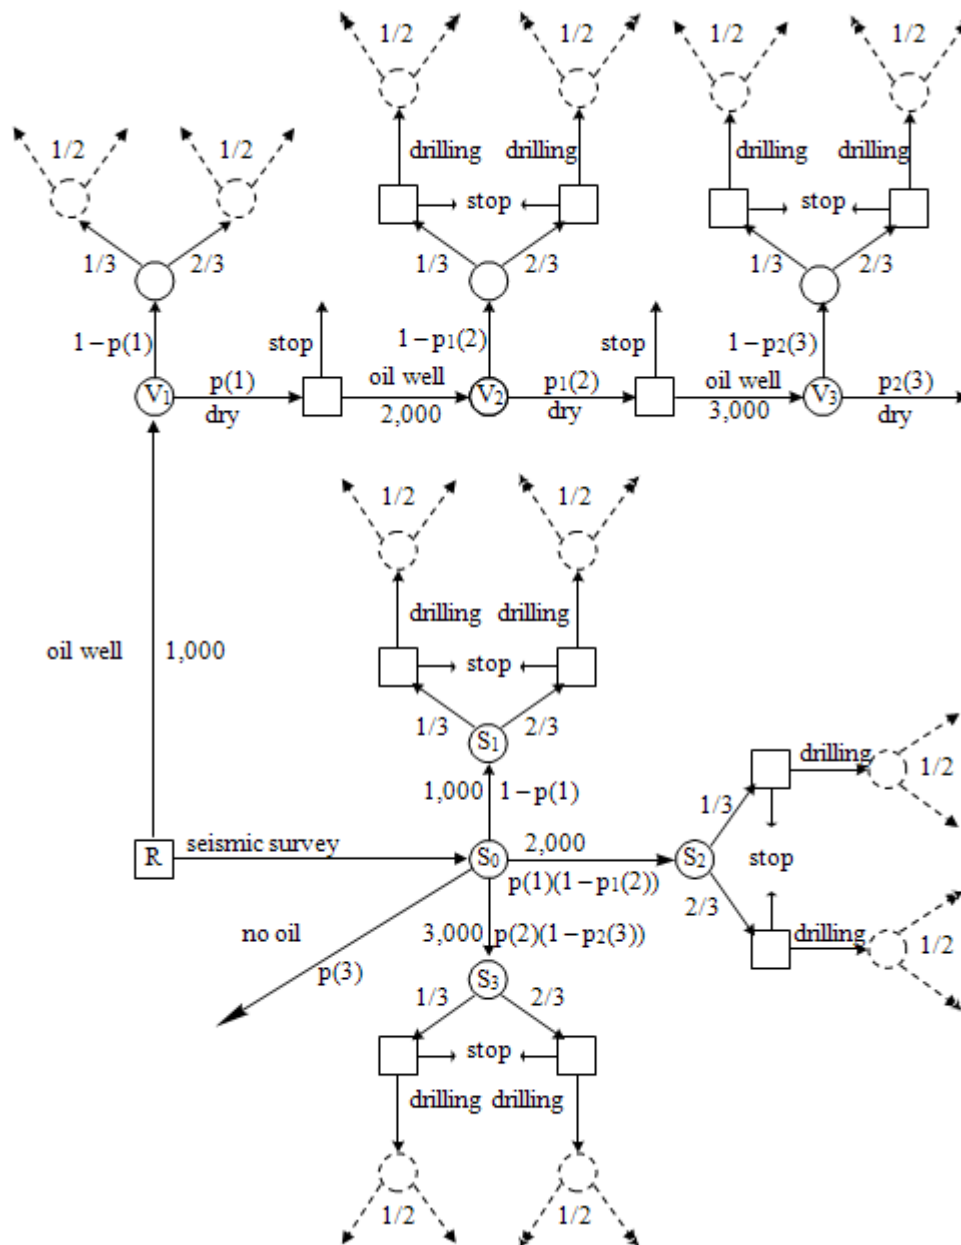 1/2 1/2 1/2 1/2
drilling drilling drilling drilling
1/2 1/2
stop stop
1/3 2/3 1/3 2/3 1/3 2/3
1–p(1) stop 1–p1(2) stop 1–p2(3)
p(1) oil well p1(2) oil well p2(3)
V1 V2 V3
dry 2,000 dry 3,000 dry
1/2 1/2
drilling drilling
oil well 1,000
stop
1/3 2/3
S1
drilling
1/2
1,000 1–p(1)
1/3
seismic survey 2,000
R S0 S2 stop
p(1)(1–p1(2))
2/3
no oil 3,000 p(2)(1–p2(3))
drilling
1/2
p(3)
S3
1/3 2/3
stop
drilling drilling
1/2 1/2